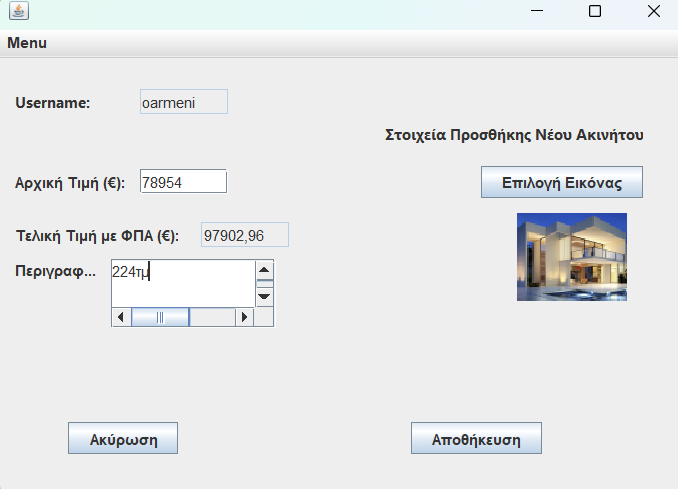 Menu
Username: oarmeni
Στοιχεία Προσθήκης Νέου Ακινήτου
Αρχική Τιμή (€): 78954
Επιλογή Εικόνας
Τελική Τιμή με ΦΠΑ (€): 97902,96
Περιγραφ... 224τμ
Ακύρωση
Αποθήκευση